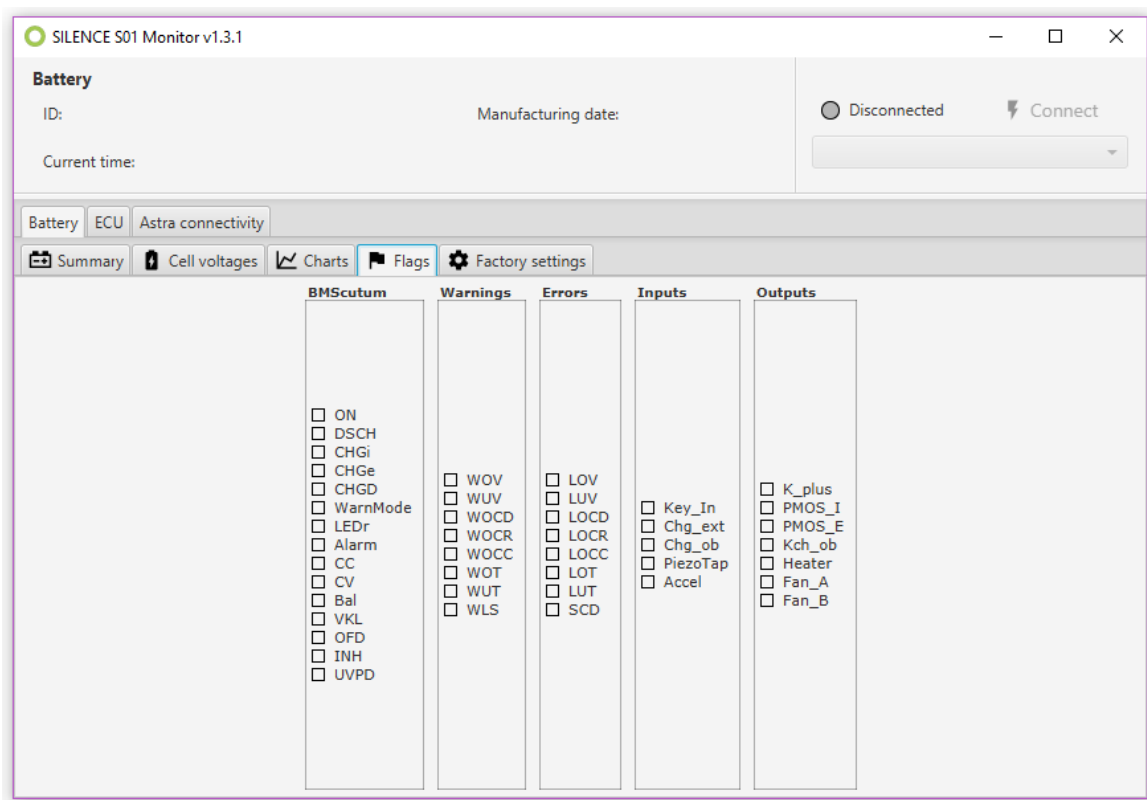 SILENCE S01 Monitor v1.3.1
Battery
ID:
Manufacturing date:
Current time:
Disconnected
Connect
Battery
ECU
Astra connectivity
Summary
Cell voltages
Charts
Flags
Factory settings
BMScutum
ON
DSCH
CHGi
CHGe
CHGD
WarnMode
LEDr
Alarm
CC
CV
Bal
VKL
OFD
INH
UVPD
Warnings
WOV
WUV
WOCD
WOCR
WOCC
WOT
WUT
WLS
Errors
LOV
LUV
LOCD
LOCR
LOCC
LOT
LUT
SCD
Inputs
Key_In
Chg_ext
Chg_ob
PiezoTap
Accel
Outputs
K_plus
PMOS_I
PMOS_E
Kch_ob
Heater
Fan_A
Fan_B